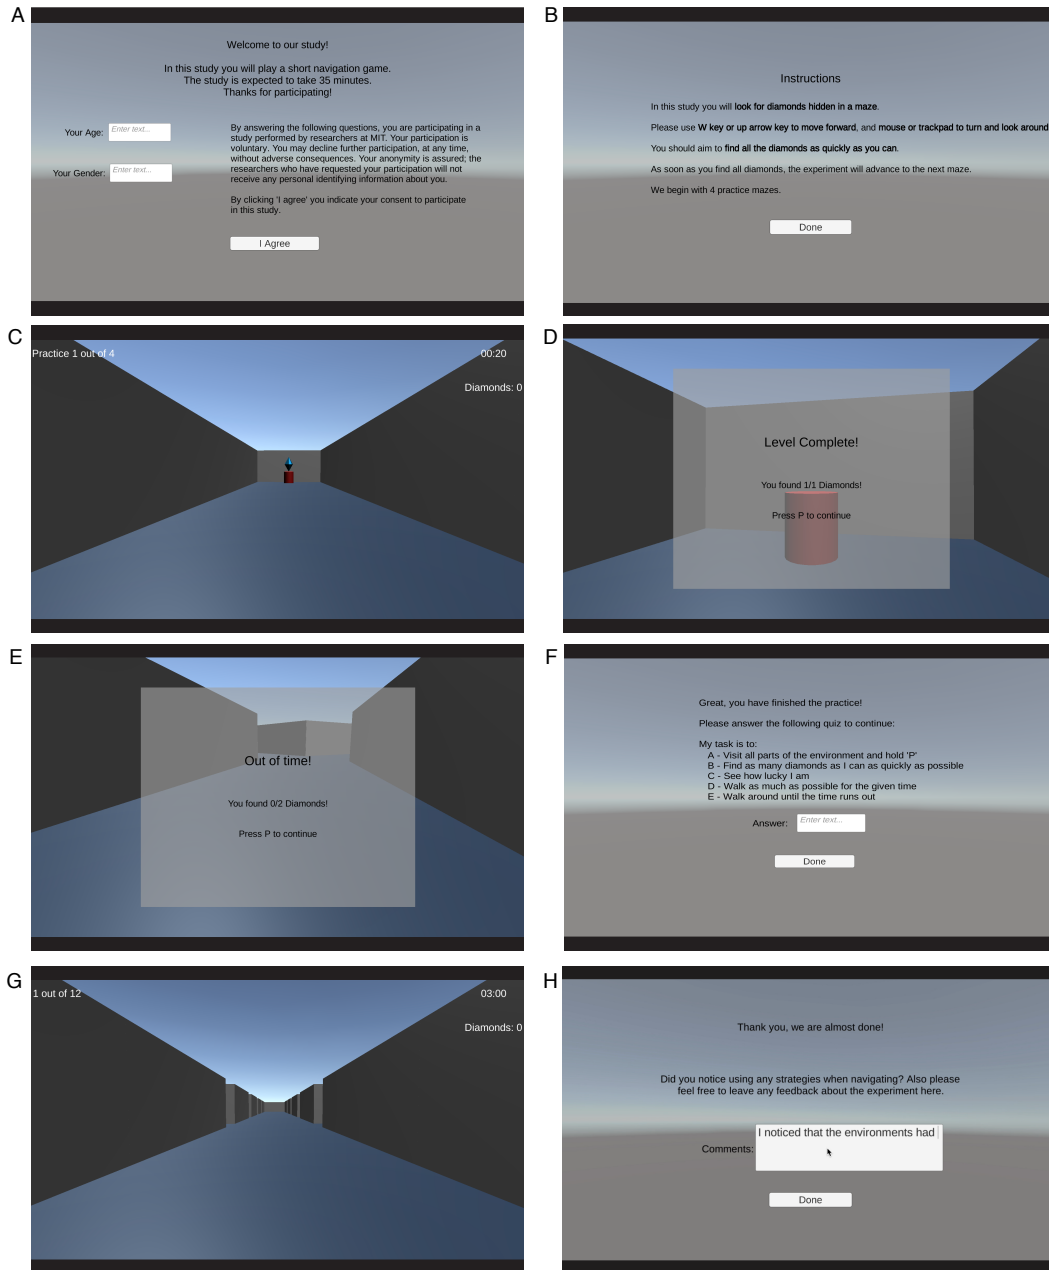 A
Welcome to our study!
In this study you will play a short navigation game.
The study is expected to take 35 minutes.
Thanks for participating!
Your Age:
Enter text...
Your Gender:
Enter text...
By answering the following questions, you are participating in a
study performed by researchers at MIT. Your participation is
voluntary. You may decline further participation, at any time,
without adverse consequences. Your anonymity is assured; the
researchers who have requested your participation will not
receive any personal identifying information about you.
By clicking 'I agree' you indicate your consent to participate
in this study.
I Agree
B
Instructions
In this study you will look for diamonds hidden in a maze.
Please use W key or up arrow key to move forward, and mouse or trackpad to turn and look around
You should aim to find all the diamonds as quickly as you can.
As soon as you find all diamonds, the experiment will advance to the next maze.
We begin with 4 practice mazes.
Done
C
Practice 1 out of 4
00:20
Diamonds: 0
D
Level Complete!
You found 1/1 Diamonds!
Press P to continue
E
Out of time!
You found 0/2 Diamonds!
Press P to continue
F
Great, you have finished the practice!
Please answer the following quiz to continue:
My task is to:
A - Visit all parts of the environment and hold 'P'
B - Find as many diamonds as I can as quickly as possible
C - See how lucky I am
D - Walk as much as possible for the given time
E - Walk around until the time runs out
Answer:
Enter text...
Done
G
1 out of 12
03:00
Diamonds: 0
H
Thank you, we are almost done!
Did you notice using any strategies when navigating? Also please
feel free to leave any feedback about the experiment here.
Comments:
I noticed that the environments had
Done